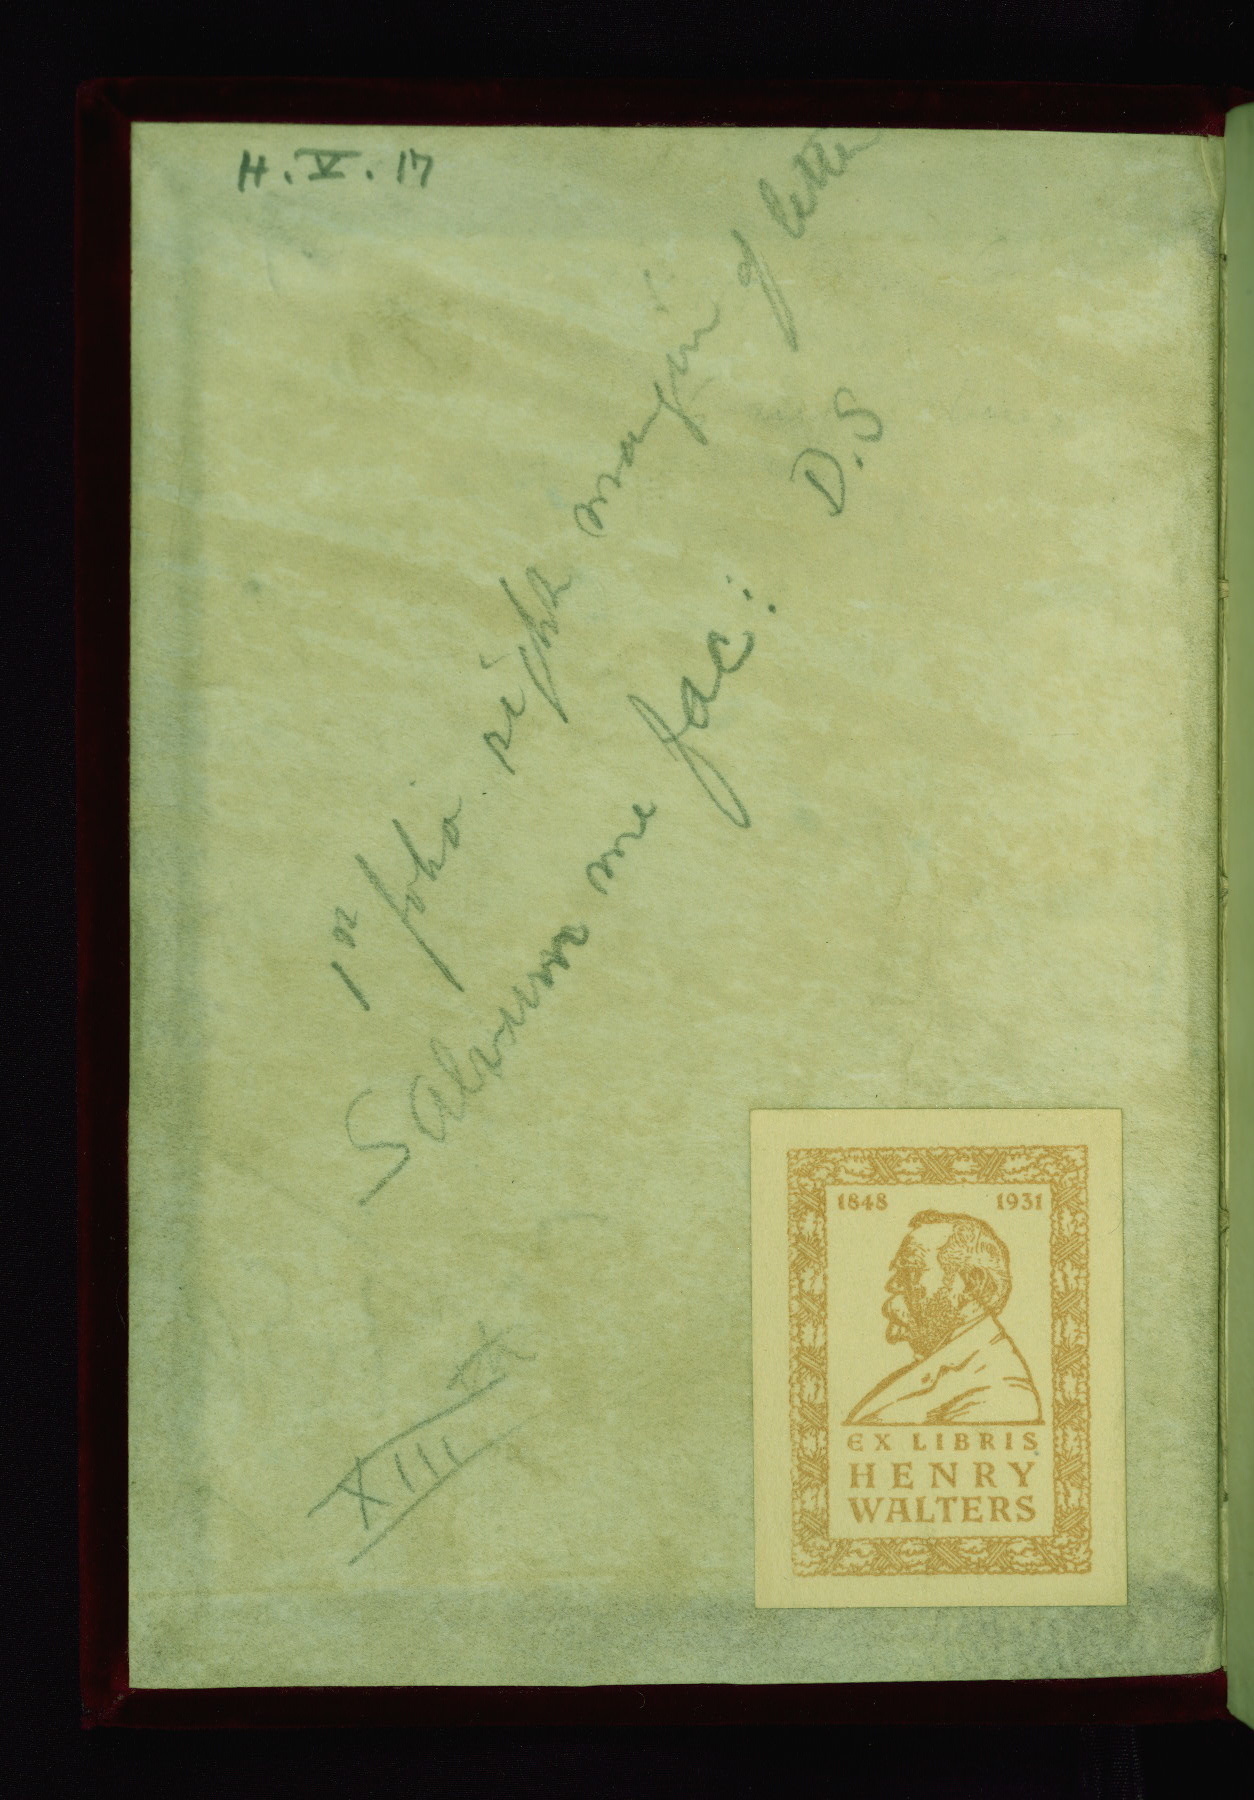 H. V. 17
1st folio right margin of letter
D.S
Salvum me fac:
XIII
1848 1931
EX LIBRIS
HENRY
WALTERS